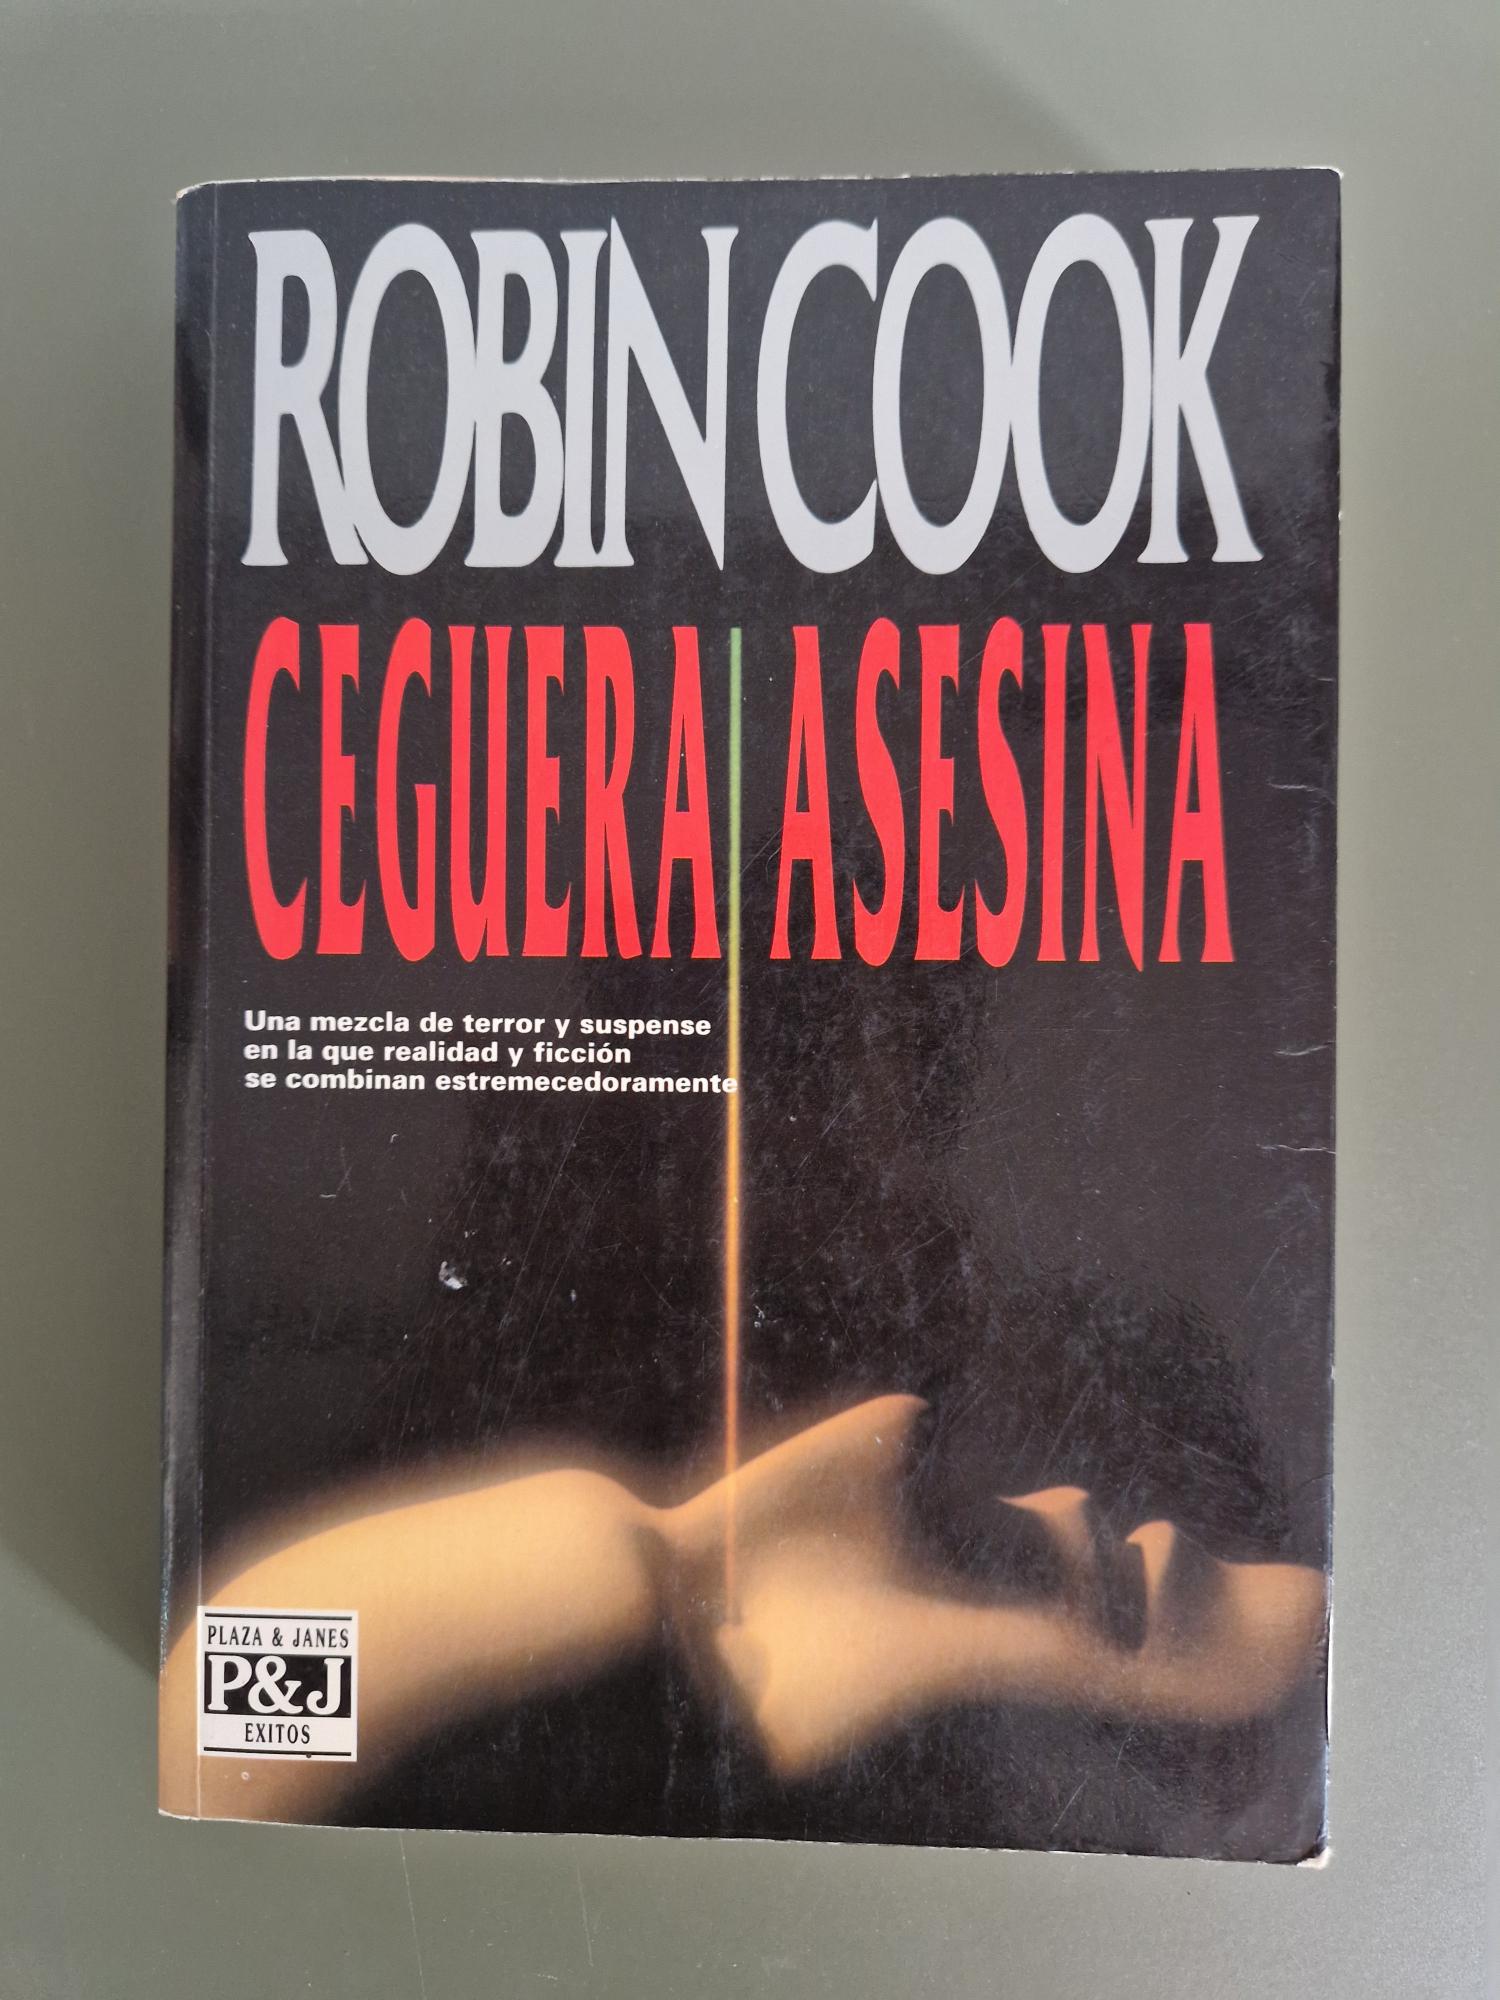 ROBIN COOK
CEGUERA ASESINA
Una mezcla de terror y suspense
en la que realidad y ficción
se combinan estremecedoramente
PLAZA & JANES
P&J
EXITOS